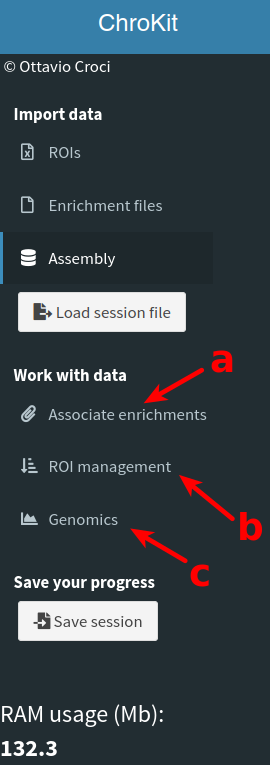 ChroKit
© Ottavio Croci
Import data
ROIs
Enrichment files
Assembly
Load session file
Work with data
a
Associate enrichments
ROI management
b
Genomics
c
Save your progress
Save session
RAM usage (Mb):
132.3